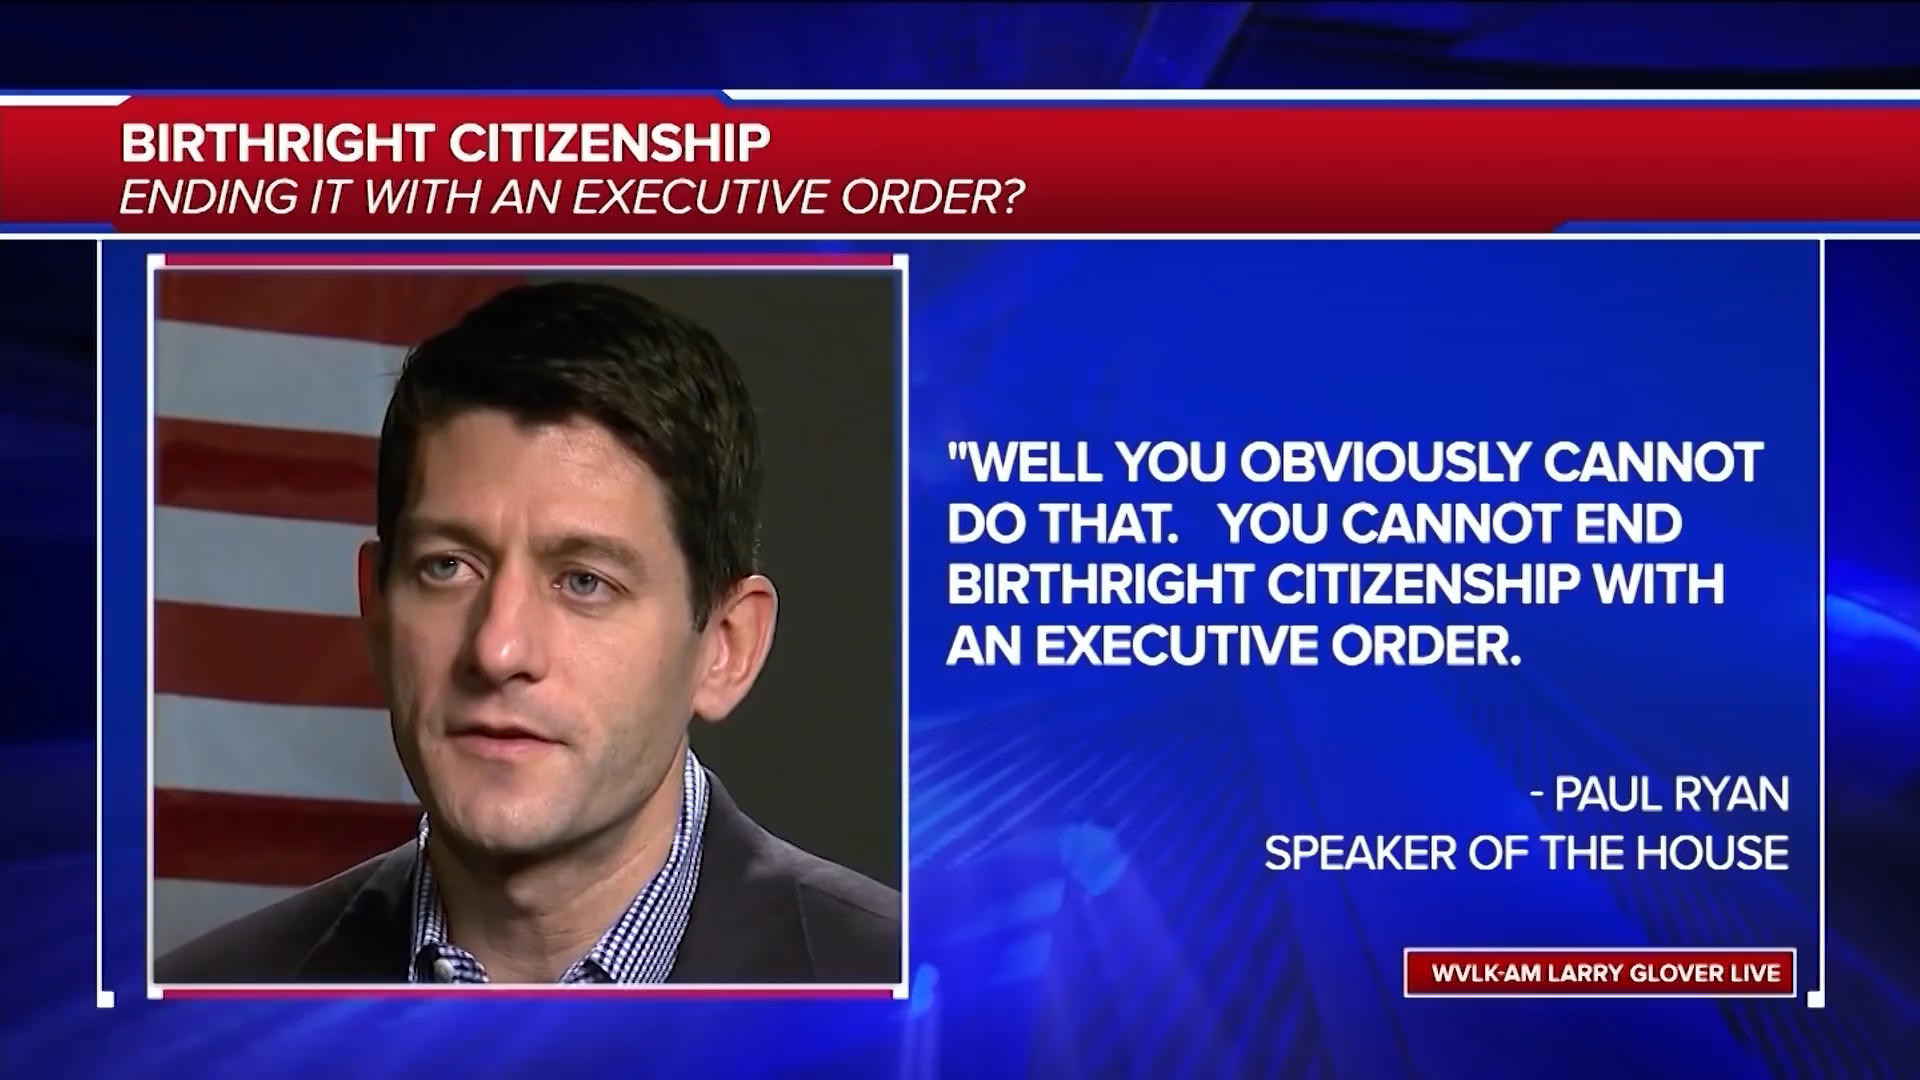 BIRTHRIGHT CITIZENSHIP
ENDING IT WITH AN EXECUTIVE ORDER?
"WELL YOU OBVIOUSLY CANNOT
DO THAT. YOU CANNOT END
BIRTHRIGHT CITIZENSHIP WITH
AN EXECUTIVE ORDER.
- PAUL RYAN
SPEAKER OF THE HOUSE
WVLK-AM LARRY GLOVER LIVE